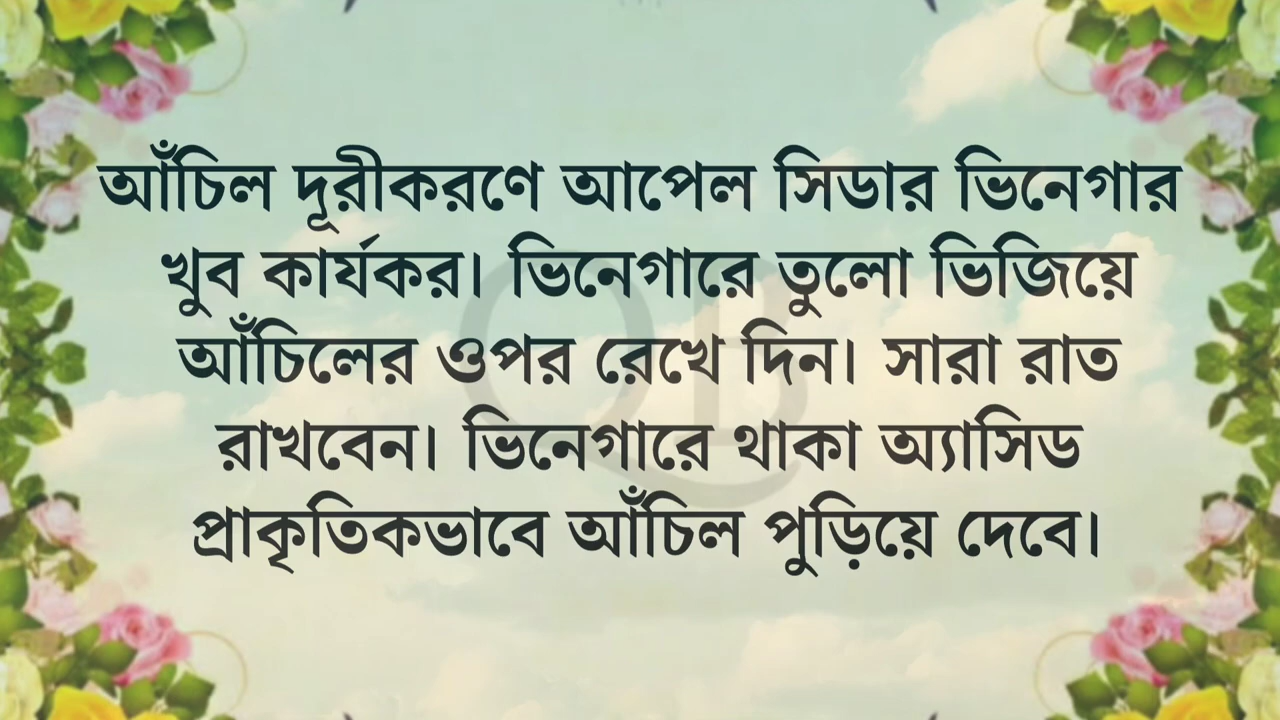 আঁচিল দূরীকরণে আপেল সিডার ভিনেগার
খুব কার্যকর। ভিনেগারে তুলো ভিজিয়ে
আঁচিলের ওপর রেখে দিন। সারা রাত
রাখবেন। ভিনেগারে থাকা অ্যাসিড
প্রাকৃতিকভাবে আঁচিল পুড়িয়ে দেবে।